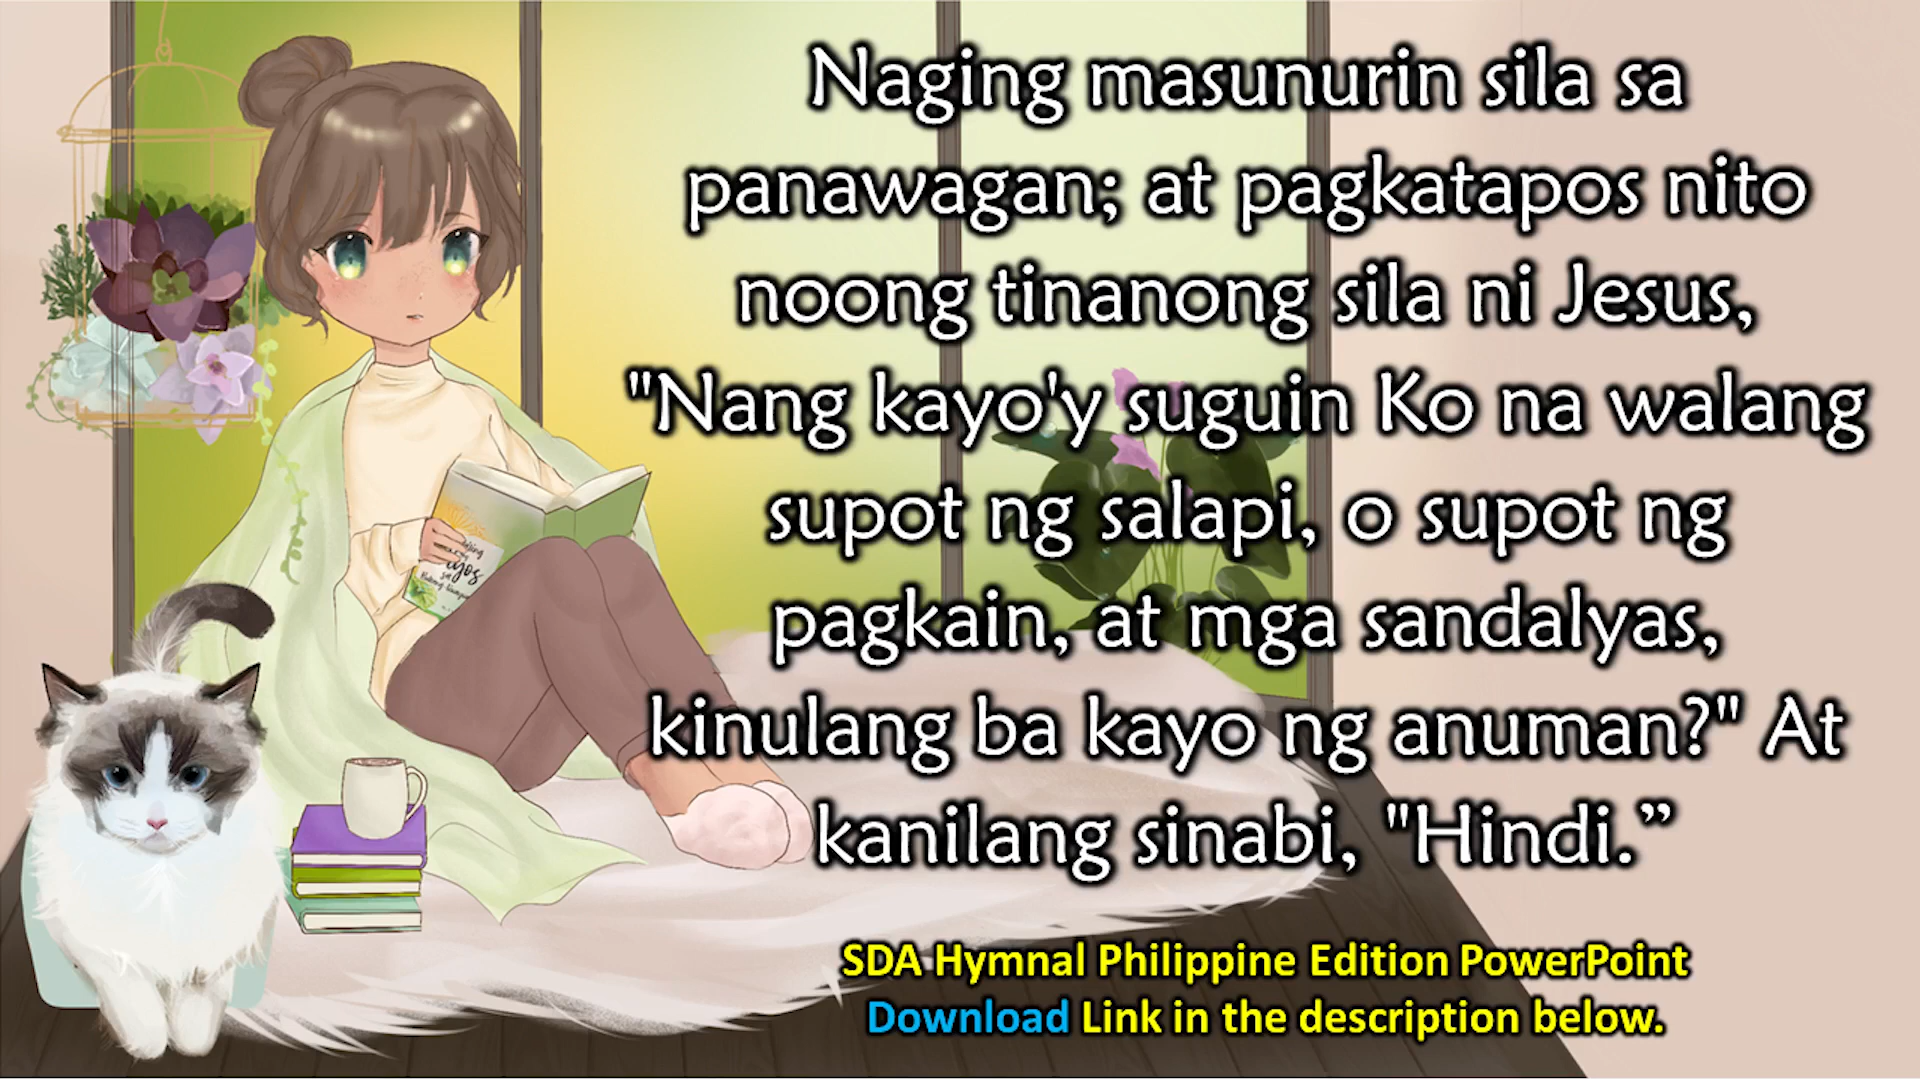 Naging masunurin sila sa
panawagan; at pagkatapos nito
noong tinanong sila ni Jesus,
"Nang kayo'y suguin Ko na walang
supot ng salapi, o supot ng
pagkain, at mga sandalyas,
kinulang ba kayo ng anuman?" At
kanilang sinabi, "Hindi.”
SDA Hymnal Philippine Edition PowerPoint
Download Link in the description below.